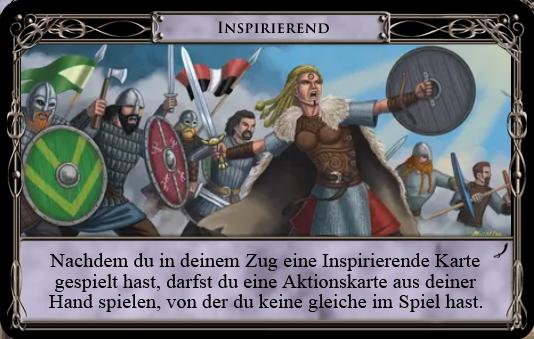 Inspirierend
Nachdem du in deinem Zug eine Inspirierende Karte
gespielt hast, darfst du eine Aktionskarte aus deiner
Hand spielen, von der du keine gleiche im Spiel hast.